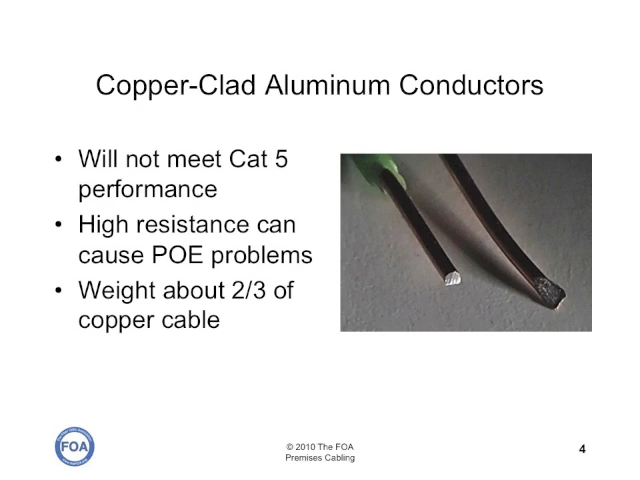 Copper-Clad Aluminum Conductors
• Will not meet Cat 5
performance
• High resistance can
cause POE problems
• Weight about 2/3 of
copper cable
FOA
© 2010 The FOA
Premises Cabling
4